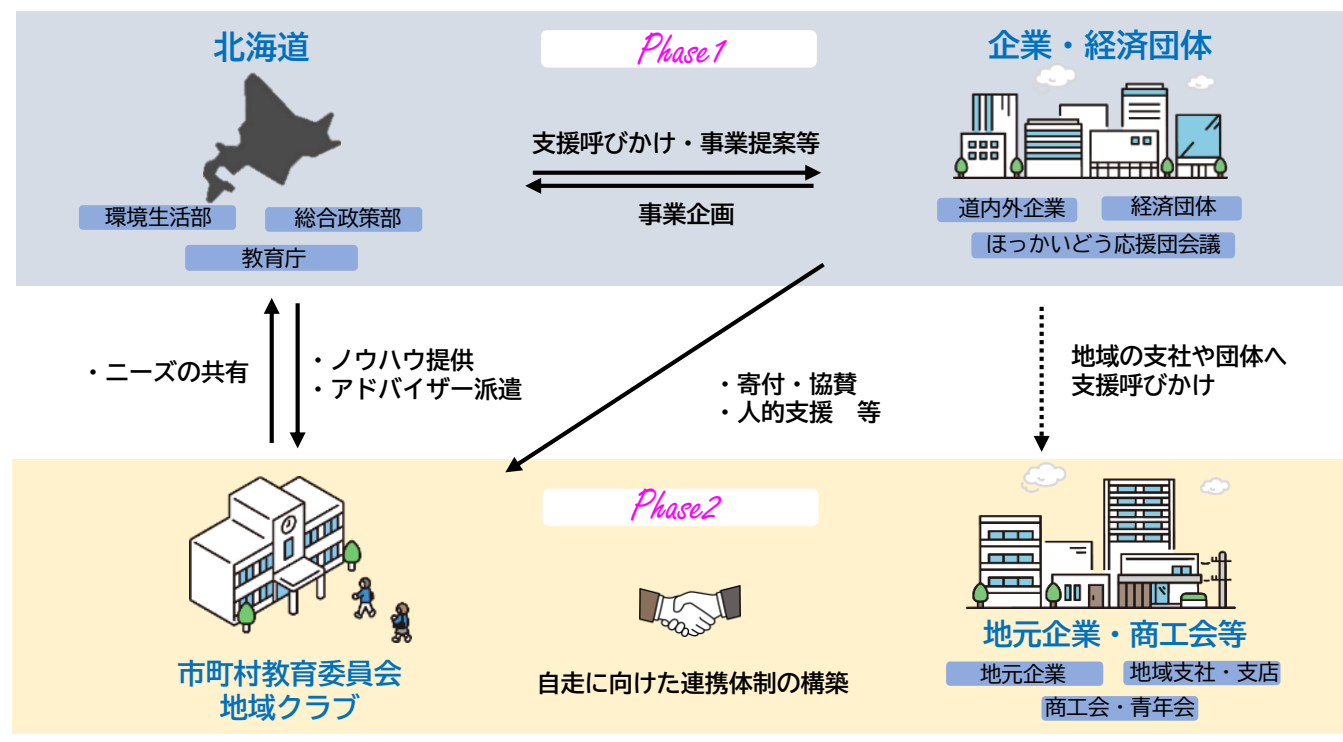 北海道
Phase1
企業・経済団体
支援呼びかけ・事業提案等
事業企画
環境生活部
総合政策部
教育庁
道内外企業
経済団体
ほっかいどう応援団会議
・ニーズの共有
・ノウハウ提供
・アドバイザー派遣
・寄付・協賛
・人的支援　等
地域の支社や団体へ
支援呼びかけ
Phase2
市町村教育委員会
地域クラブ
自走に向けた連携体制の構築
地元企業・商工会等
地元企業
地域支社・支店
商工会・青年会